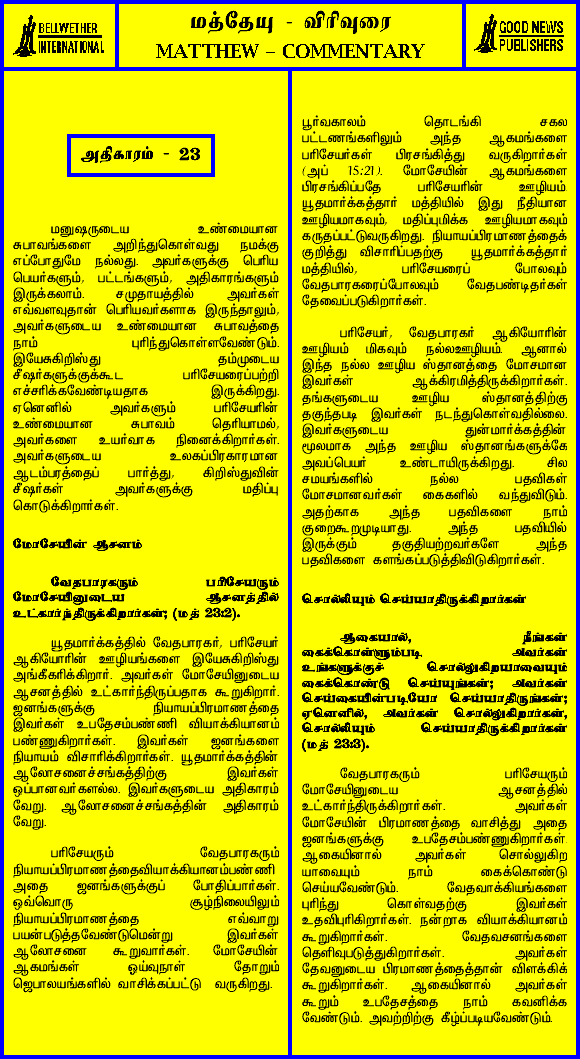 BELLWETHER
INTERNATIONAL
மத்தேயு - விரிவுரை
MATTHEW – COMMENTARY
GOOD NEWS
PUBLISHERS
அதிகாரம் - 23
மனுஷருடைய உண்மையான
சுபாவங்களை அறிந்துகொள்வது நமக்கு
எப்போதுமே நல்லது. அவர்களுக்கு பெரிய
பெயர்களும், பட்டங்களும், அதிகாரங்களும்
இருக்கலாம். சமுதாயத்தில் அவர்கள்
எவ்வளவுதான் பெரியவர்களாக இருந்தாலும்,
அவர்களுடைய உண்மையான சுபாவத்தை
நாம் புரிந்துகொள்ளவேண்டும்.
இயேசுகிறிஸ்து தம்முடைய
சீஷர்களுக்குக்கூட பரிசேயரைப்பற்றி
எச்சரிக்கவேண்டியதாக இருக்கிறது.
ஏனெனில் அவர்களும் பரிசேயரின்
உண்மையான சுபாவம் தெரியாமல்,
அவர்களை உயர்வாக நினைக்கிறார்கள்.
அவர்களுடைய உலகப்பிரகாரமான
ஆடம்பரத்தைப் பார்த்து, கிறிஸ்துவின்
சீஷர்கள் அவர்களுக்கு மதிப்பு
கொடுக்கிறார்கள்.
மோசேயின் ஆசனம்
வேதபாரகரும் பரிசேயரும்
மோசேயினுடைய ஆசனத்தில்
உட்கார்ந்திருக்கிறார்கள்; (மத் 23:2).
யூதமார்க்கத்தில் வேதபாரகர், பரிசேயர்
ஆகியோரின் ஊழியங்களை இயேசுகிறிஸ்து
அங்கீகரிக்கிறார். அவர்கள் மோசேயினுடைய
ஆசனத்தில் உட்கார்ந்திருப்பதாக கூறுகிறார்.
ஜனங்களுக்கு நியாயப்பிரமாணத்தை
இவர்கள் உபதேசம்பண்ணி வியாக்கியானம்
பண்ணுகிறார்கள். இவர்கள் ஜனங்களை
நியாயம் விசாரிக்கிறார்கள். யூதமார்க்கத்தின்
ஆலோசனைச்சங்கத்திற்கு இவர்கள்
ஒப்பானவர்களல்ல. இவர்களுடைய அதிகாரம்
வேறு. ஆலோசனைச்சங்கத்தின் அதிகாரம்
வேறு.
பரிசேயரும் வேதபாரகரும்
நியாயப்பிரமாணத்தைவியாக்கியானம்பண்ணி
அதை ஜனங்களுக்குப் போதிப்பார்கள்.
ஒவ்வொரு சூழ்நிலையிலும்
நியாயப்பிரமாணத்தை எவ்வாறு
பயன்படுத்தவேண்டுமென்று இவர்கள்
ஆலோசனை கூறுவார்கள். மோசேயின்
ஆகமங்கள் ஓய்வுநாள் தோறும்
ஜெபாலயங்களில் வாசிக்கப்பட்டு வருகிறது.
பூர்வகாலம் தொடங்கி சகல
பட்டணங்களிலும் அந்த ஆகமங்களை
பரிசேயர்கள் பிரசங்கித்து வருகிறார்கள்
(அப் 15:21). மோசேயின் ஆகமங்களை
பிரசங்கிப்பதே பரிசேயரின் ஊழியம்.
யூதமார்க்கத்தார் மத்தியில் இது நீதியான
ஊழியமாகவும், மதிப்புமிக்க ஊழியமாகவும்
கருதப்பட்டுவருகிறது. நியாயப்பிரமாணத்தைக்
குறித்து விசாரிப்பதற்கு யூதமார்க்கத்தார்
மத்தியில், பரிசேயரைப் போலவும்
வேதபாரகரைப்போலவும் வேதபண்டிதர்கள்
தேவைப்படுகிறார்கள்.
பரிசேயர், வேதபாரகர் ஆகியோரின்
ஊழியம் மிகவும் நல்லஊழியம். ஆனால்
இந்த நல்ல ஊழிய ஸ்தானத்தை மோசமான
இவர்கள் ஆக்கிரமித்திருக்கிறார்கள்.
தங்களுடைய ஊழிய ஸ்தானத்திற்கு
தகுந்தபடி இவர்கள் நடந்துகொள்வதில்லை.
இவர்களுடைய துன்மார்க்கத்தின்
மூலமாக அந்த ஊழிய ஸ்தானங்களுக்கே
அவப்பெயர் உண்டாயிருக்கிறது. சில
சமயங்களில் நல்ல பதவிகள்
மோசமானவர்கள் கைகளில் வந்துவிடும்.
அதற்காக அந்த பதவிகளை நாம்
குறைகூறமுடியாது. அந்த பதவியில்
இருக்கும் தகுதியற்றவர்களே அந்த
பதவிகளை களங்கப்படுத்திவிடுகிறார்கள்.
சொல்லியும் செய்யாதிருக்கிறார்கள்
ஆகையால், நீங்கள்
கைக்கொள்ளும்படி அவர்கள்
உங்களுக்குச் சொல்லுகிறயாவையும்
கைக்கொண்டு செய்யுங்கள்; அவர்கள்
செய்கையின்படியோ செய்யாதிருங்கள்;
ஏனெனில், அவர்கள் சொல்லுகிறார்கள்,
சொல்லியும் செய்யாதிருக்கிறார்கள்
(மத் 23:3).
வேதபாரகரும் பரிசேயரும்
மோசேயினுடைய ஆசனத்தில்
உட்கார்ந்திருக்கிறார்கள். அவர்கள்
மோசேயின் பிரமாணத்தை வாசித்து அதை
ஜனங்களுக்கு உபதேசம்பண்ணுகிறார்கள்.
ஆகையினால் அவர்கள் சொல்லுகிற
யாவையும் நாம் கைக்கொண்டு
செய்யவேண்டும். வேதவாக்கியங்களை
புரிந்து கொள்வதற்கு இவர்கள்
உதவிபுரிகிறார்கள். நன்றாக வியாக்கியானம்
கூறுகிறார்கள். வேதவசனங்களை
தெளிவுபடுத்துகிறார்கள். அவர்கள்
தேவனுடைய பிரமாணத்தைத்தான் விளக்கிக்
கூறுகிறார்கள். ஆகையினால் அவர்கள்
கூறும் உபதேசத்தை நாம் கவனிக்க
வேண்டும். அவற்றிற்கு கீழ்ப்படியவேண்டும்.